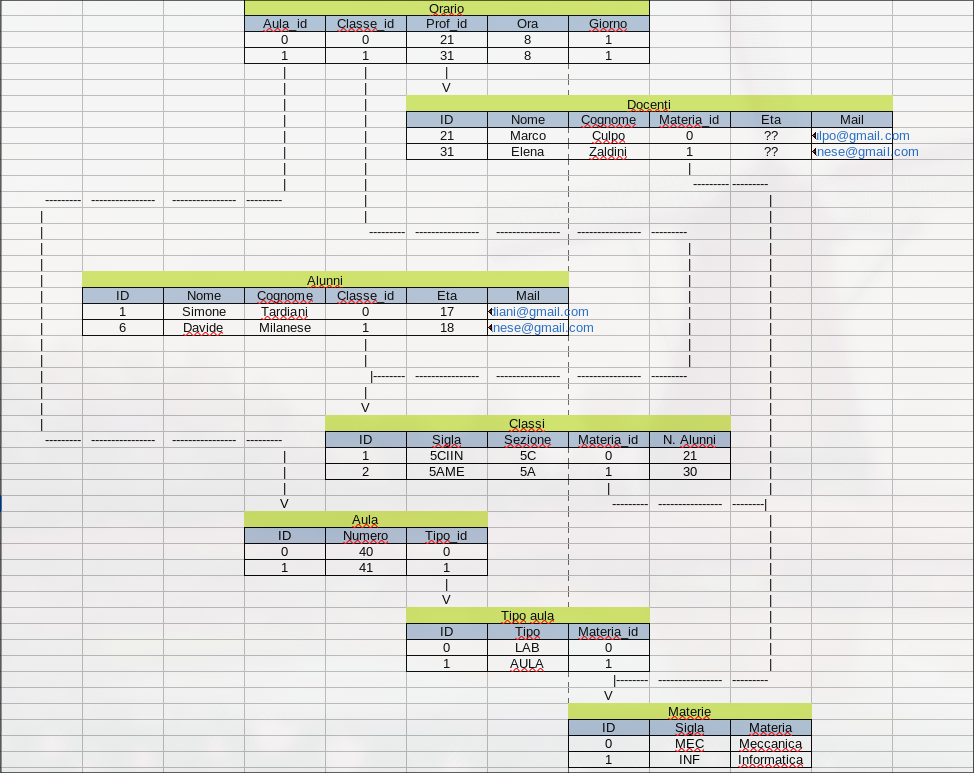 Orario
Aula_id Classe_id Prof_id Ora Giorno
0 0 21 8 1
1 1 31 8 1
V
Docenti
ID Nome Cognome Materia_id Eta Mail
21 Marco Culpo 0 ?? ulpo@gmail.com
31 Elena Zaldini 1 ?? nese@gmail.com
Alunni
ID Nome Cognome Classe_id Eta Mail
1 Simone Tardiani 0 17 diani@gmail.com
6 Davide Milanese 1 18 nese@gmail.com
V
Classi
ID Sigla Sezione Materia_id N. Alunni
1 5CIIN 5C 0 21
2 5AME 5A 1 30
V
Aula
ID Numero Tipo_id
0 40 0
1 41 1
V
Tipo aula
ID Tipo Materia_id
0 LAB 0
1 AULA 1
V
Materie
ID Sigla Materia
0 MEC Meccanica
1 INF Informatica